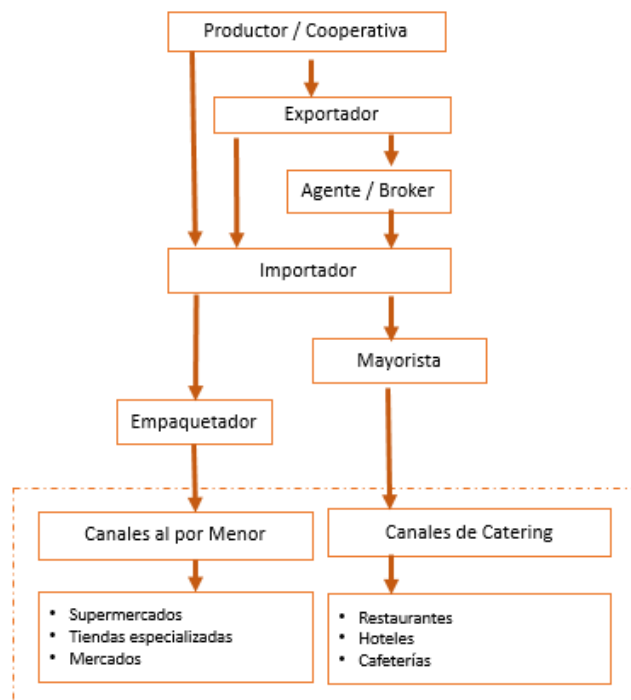 Productor / Cooperativa
Exportador
Agente / Broker
Importador
Mayorista
Empaquetador
Canales al por Menor
Canales de Catering
• Supermercados
• Tiendas especializadas
• Mercados
• Restaurantes
• Hoteles
• Cafeterías